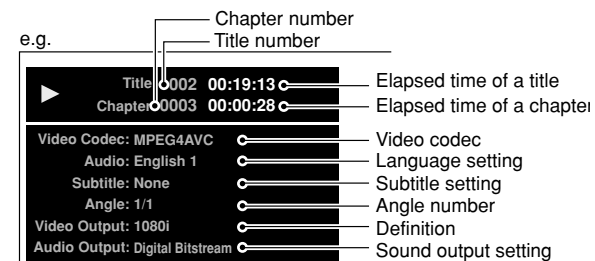 Chapter number
e.g.
Title number
Title 0002 00:19:13 Elapsed time of a title
Chapter 0003 00:00:28 Elapsed time of a chapter
Video Codec: MPEG4AVC Video codec
Audio: English 1 Language setting
Subtitle: None Subtitle setting
Angle: 1/1 Angle number
Video Output: 1080i Definition
Audio Output: Digital Bitstream Sound output setting